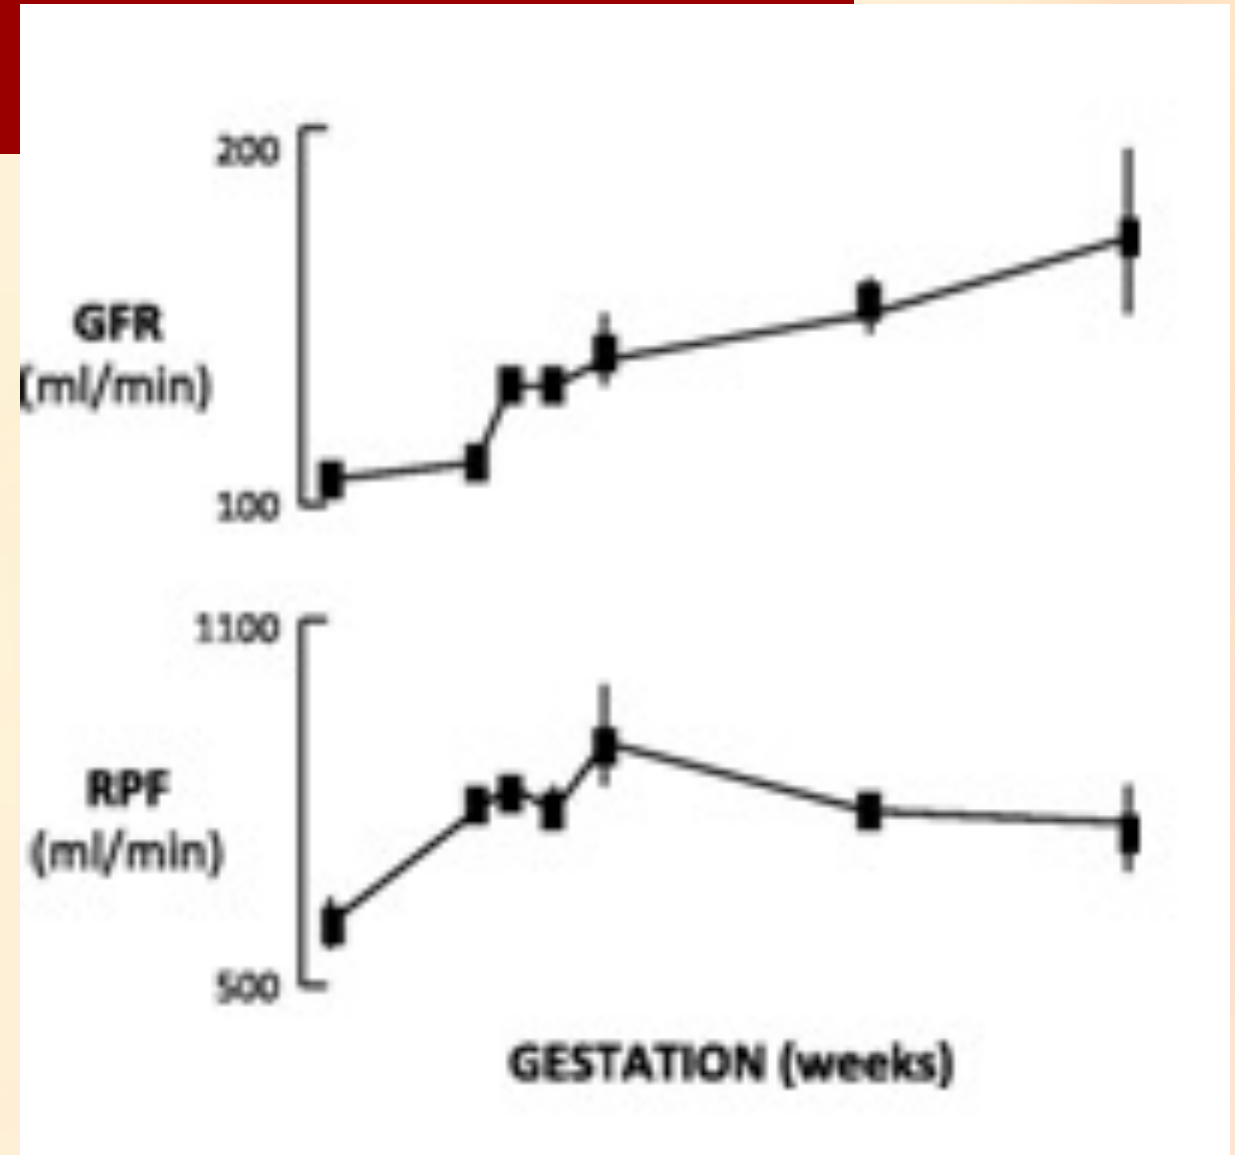 200
GFR
(ml/min)
100
1100
RPF
(ml/min)
500
GESTATION (weeks)